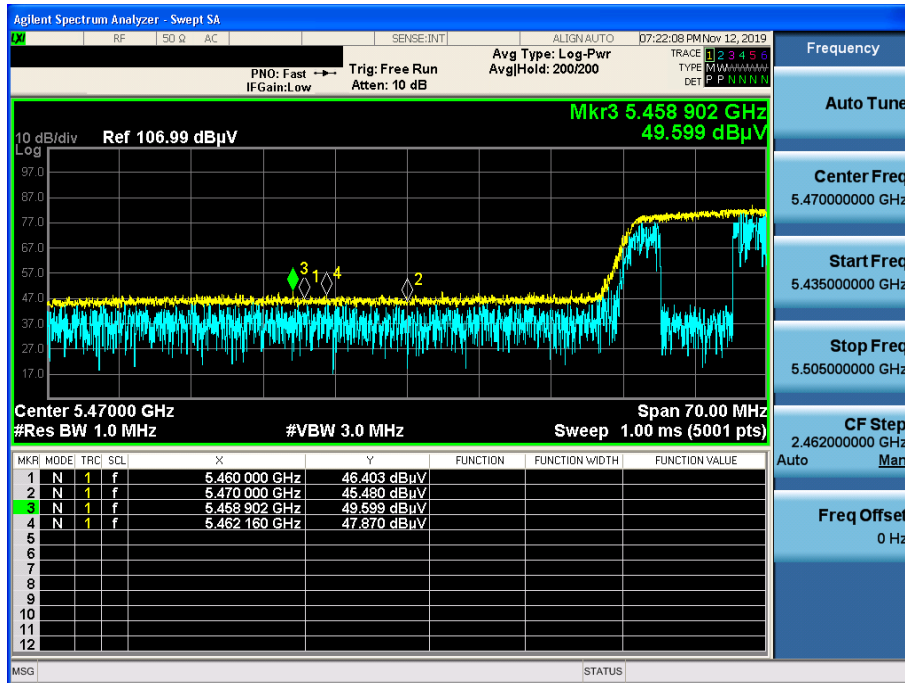 Agilent Spectrum Analyzer - Swept SA
LXI RF 50 Ω AC SENSE:INT ALIGN AUTO 07:22:08 PM Nov 12, 2019
PNO: Fast IFGain:Low
Trig: Free Run Atten: 10 dB
Avg Type: Log-Pwr Avg|Hold: 200/200
TRACE 1 2 3 4 5 6
TYPE M W W W W W
DET P P N N N N
Mkr3 5.458 902 GHz
49.599 dBµV
10 dB/div Ref 106.99 dBµV
Log
97.0
87.0
77.0
67.0
57.0
47.0
37.0
27.0
17.0
3 1 4 2
Center 5.47000 GHz Span 70.00 MHz
#Res BW 1.0 MHz #VBW 3.0 MHz Sweep 1.00 ms (5001 pts)
MKR MODE TRC SCL X Y FUNCTION FUNCTION WIDTH FUNCTION VALUE
1 N 1 f 5.460 000 GHz 46.403 dBµV
2 N 1 f 5.470 000 GHz 45.480 dBµV
3 N 1 f 5.458 902 GHz 49.599 dBµV
4 N 1 f 5.462 160 GHz 47.870 dBµV
5
6
7
8
9
10
11
12
MSG STATUS
Frequency
Auto Tune
Center Freq
5.470000000 GHz
Start Freq
5.435000000 GHz
Stop Freq
5.505000000 GHz
CF Step
2.462000000 GHz
Auto Man
Freq Offset
0 Hz